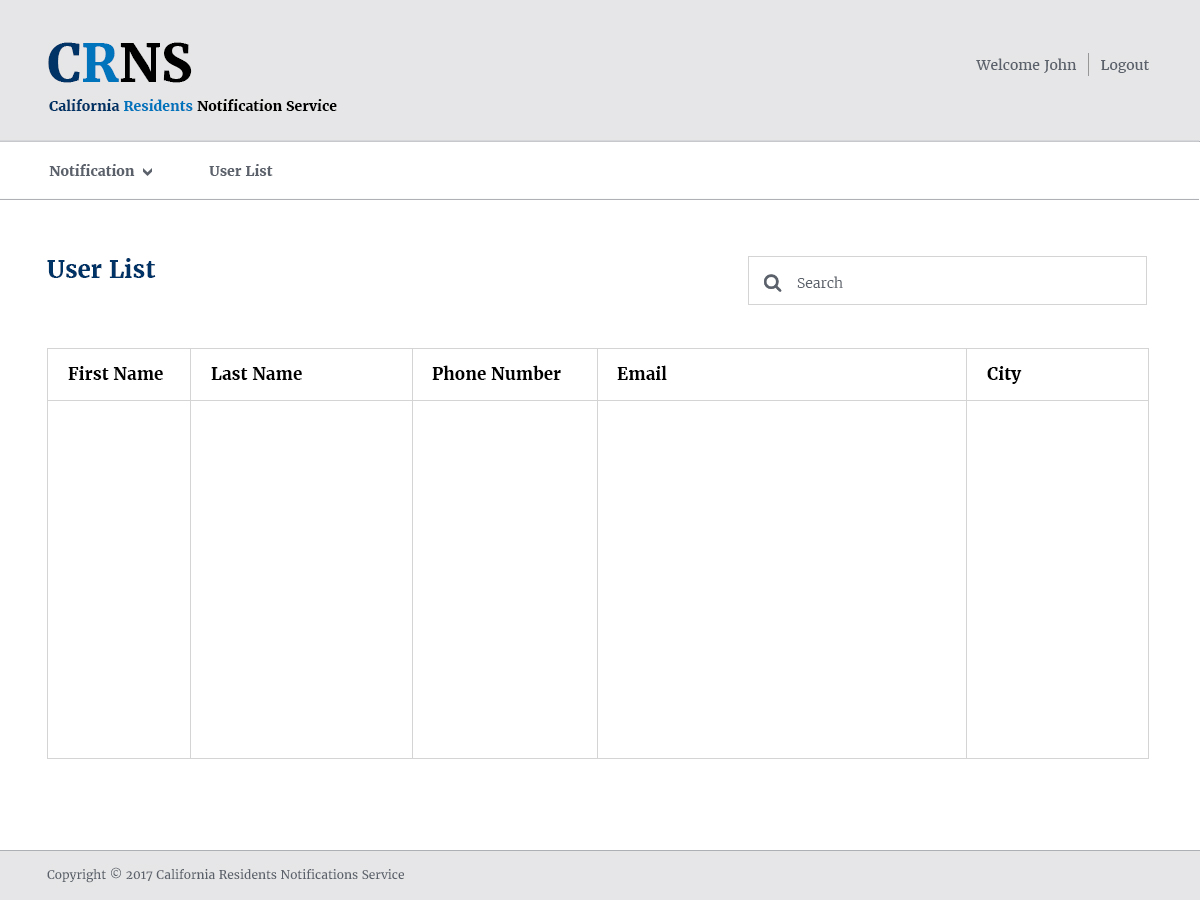 CRNS
California Residents Notification Service
Welcome John
Logout
Notification
User List
User List
Search
First Name
Last Name
Phone Number
Email
City
Copyright © 2017 California Residents Notifications Service